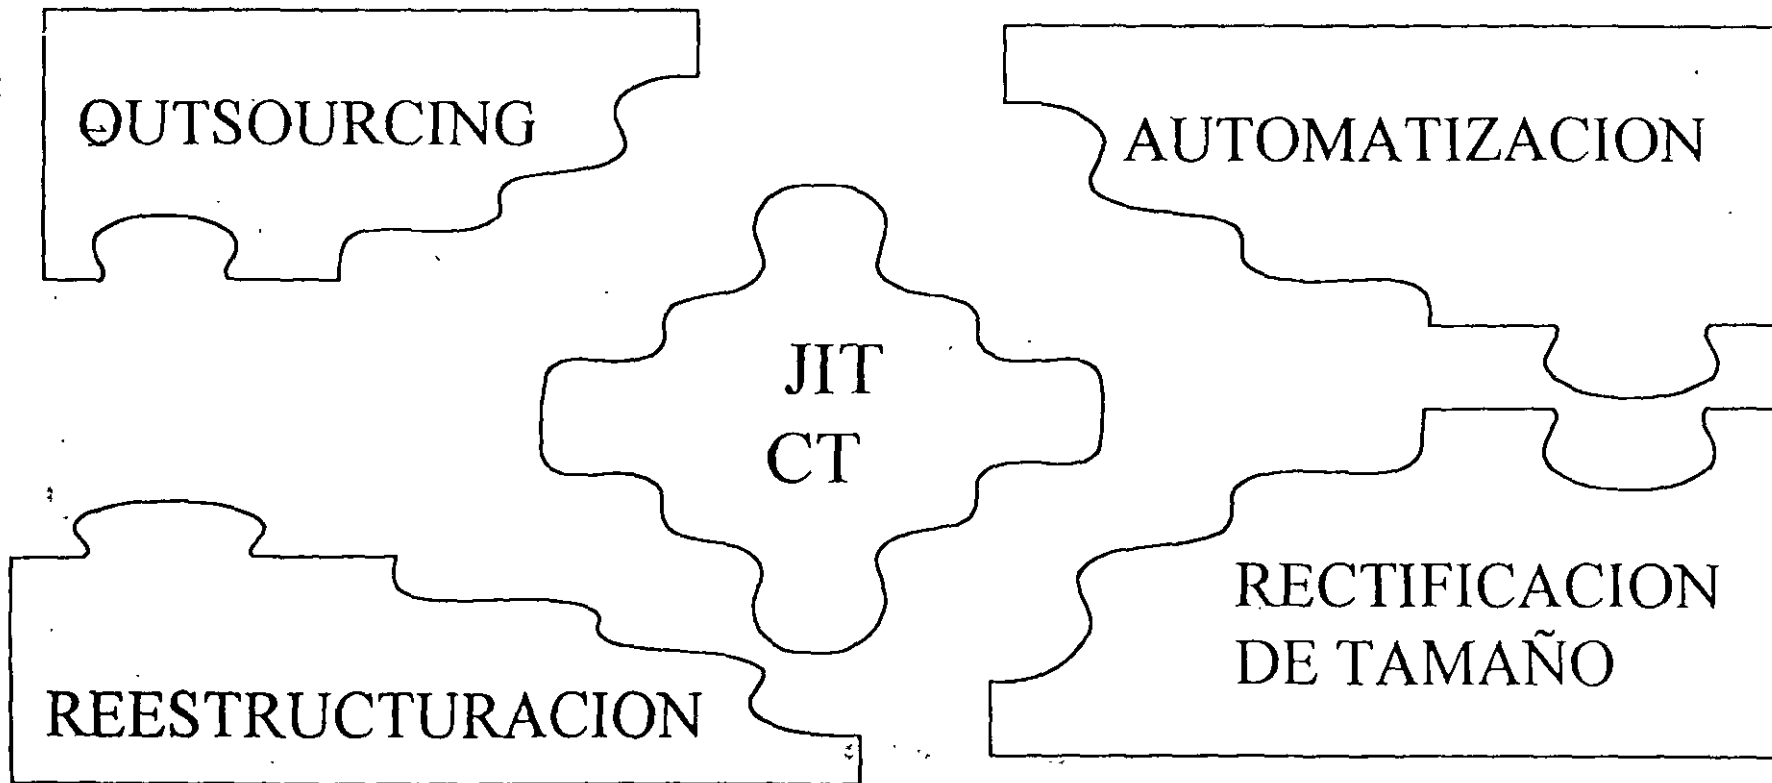 OUTSOURCING
AUTOMATIZACION
JIT
CT
RECTIFICACION
DE TAMAÑO
REESTRUCTURACION